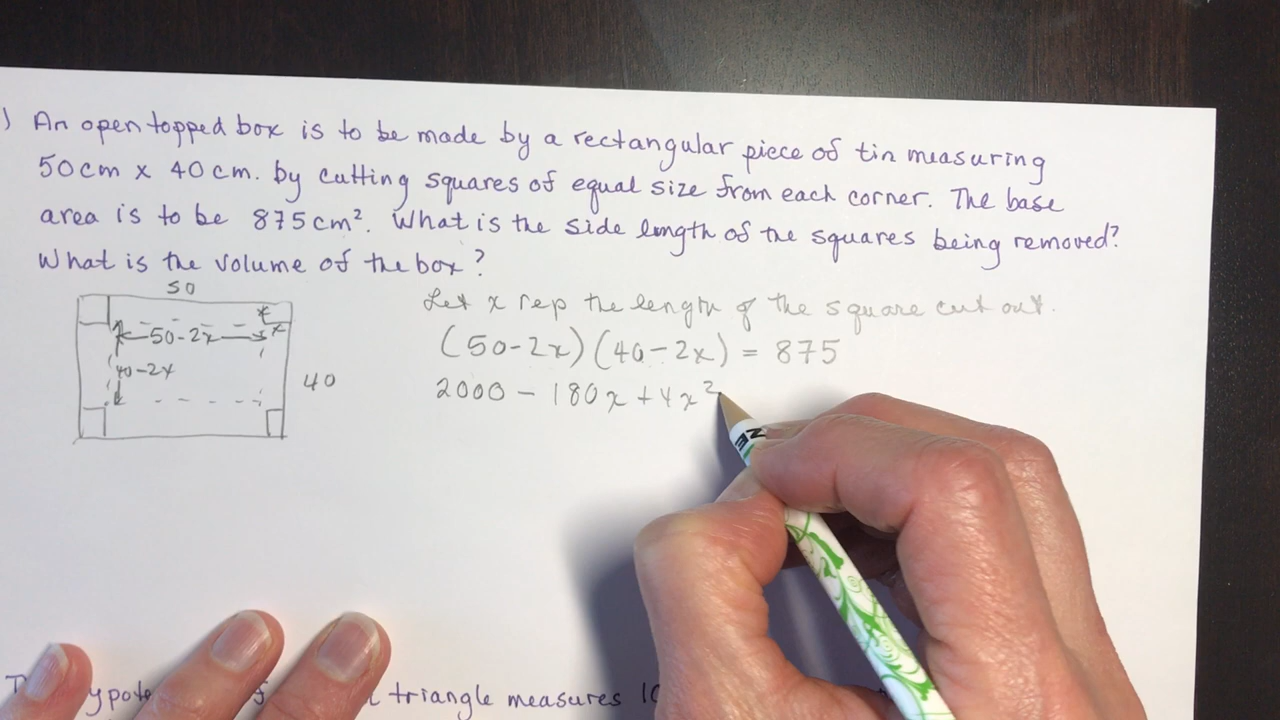 ) An open topped box is to be made by a rectangular piece of tin measuring
50cm x 40cm. by cutting squares of equal size from each corner. The base
area is to be 875cm². What is the side length of the squares being removed?
What is the volume of the box?
50
Let x rep the length of the square cut out.
x
x
50-2x
(50-2x)(40-2x) = 875
40-2x
40
2000 - 180x + 4x²
NE
triangle measures